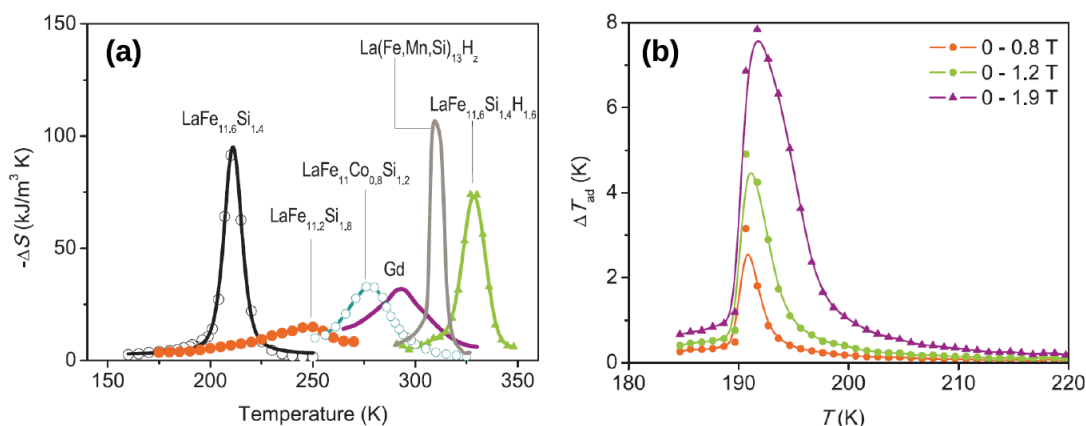 (a)
150
100
50
0
-ΔS (kJ/m³ K)
La(Fe,Mn,Si)₁₃H_z
LaFe₁₁.₆Si₁.₄H₁.₆
LaFe₁₁.₆Si₁.₄
LaFe₁₁Co₀.₈Si₁.₂
LaFe₁₁.₂Si₁.₈
Gd
150 200 250 300 350
Temperature (K)
(b)
8
6
4
2
0
ΔT_ad (K)
0 - 0.8 T
0 - 1.2 T
0 - 1.9 T
180 190 200 210 220
T (K)